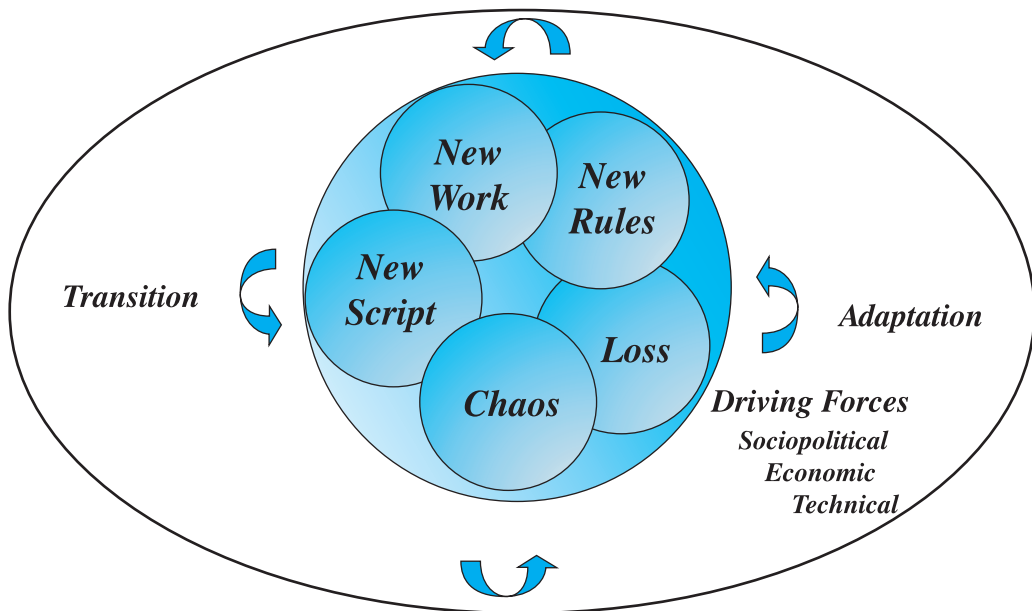 New
Work
New
Rules
New
Script
Transition
Adaptation
Loss
Chaos
Driving Forces
Sociopolitical
Economic
Technical